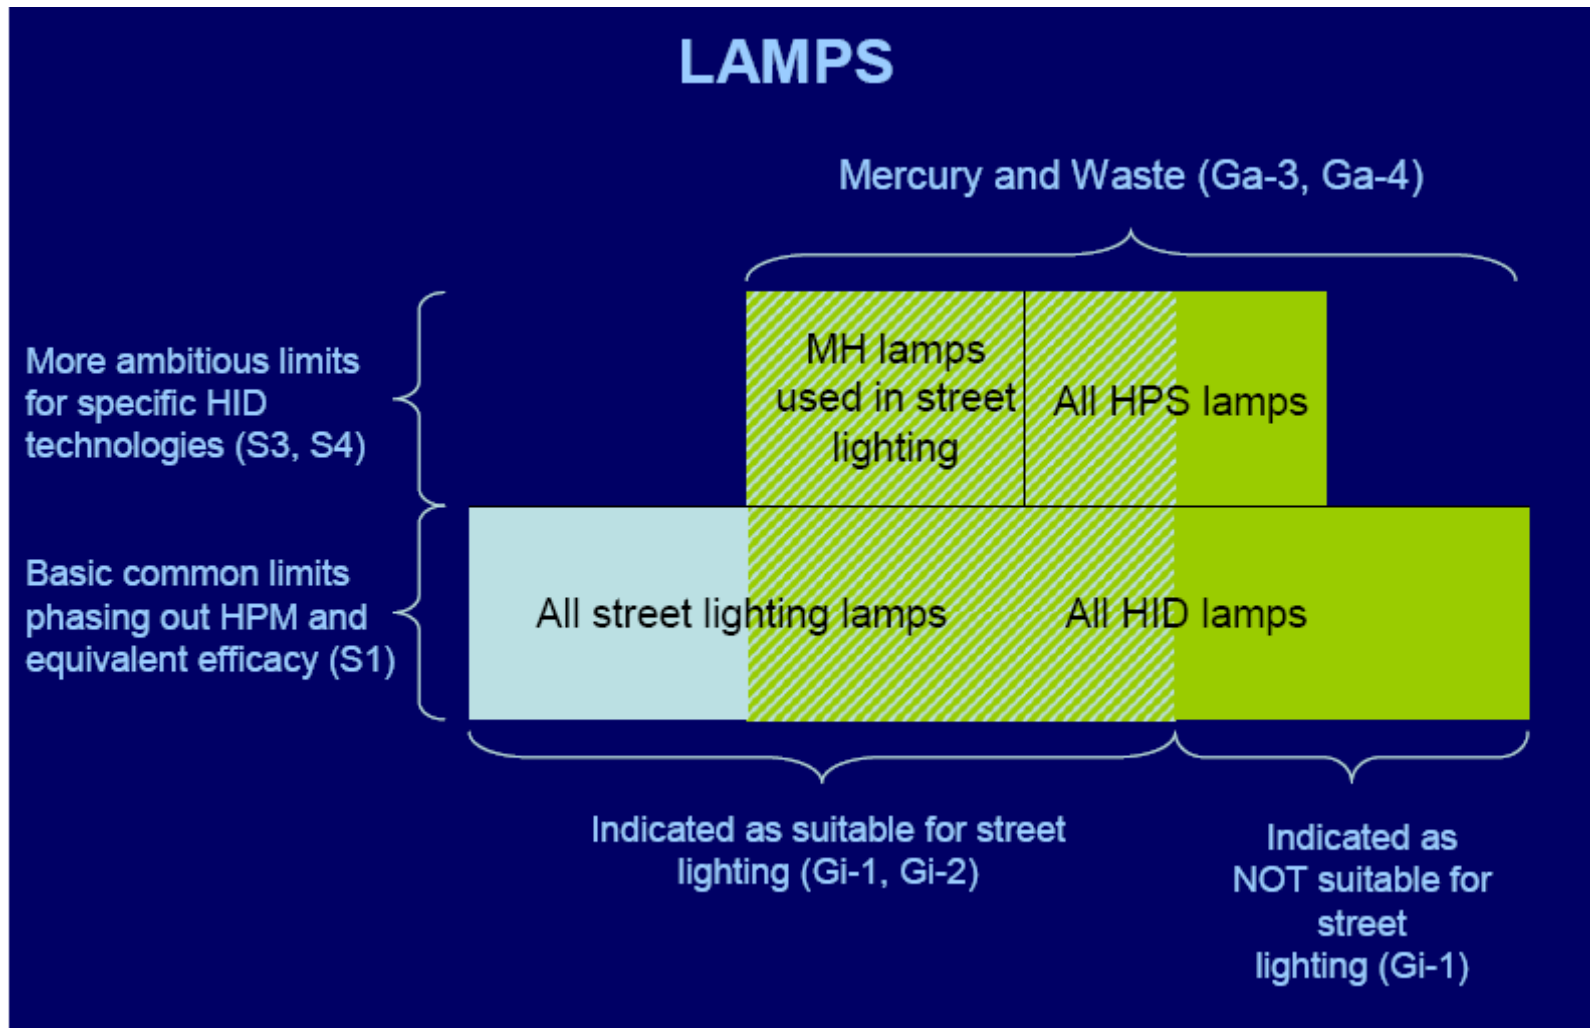 LAMPS
Mercury and Waste (Ga-3, Ga-4)
More ambitious limits
for specific HID
technologies (S3, S4)
MH lamps
used in street
lighting
All HPS lamps
Basic common limits
phasing out HPM and
equivalent efficacy (S1)
All street lighting lamps
All HID lamps
Indicated as suitable for street
lighting (Gi-1, Gi-2)
Indicated as
NOT suitable for
street
lighting (Gi-1)